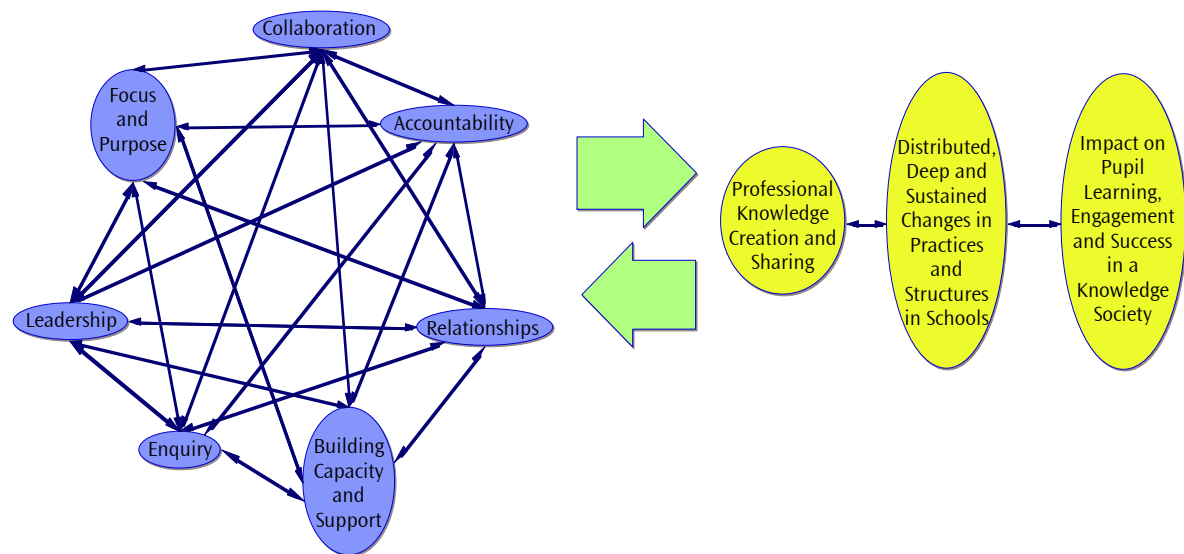 Collaboration
Focus
and
Purpose
Accountability
Leadership
Relationships
Enquiry
Building
Capacity
and
Support
Professional
Knowledge
Creation and
Sharing
Distributed,
Deep and
Sustained
Changes in
Practices
and
Structures
in Schools
Impact on
Pupil
Learning,
Engagement
and Success
in a
Knowledge
Society